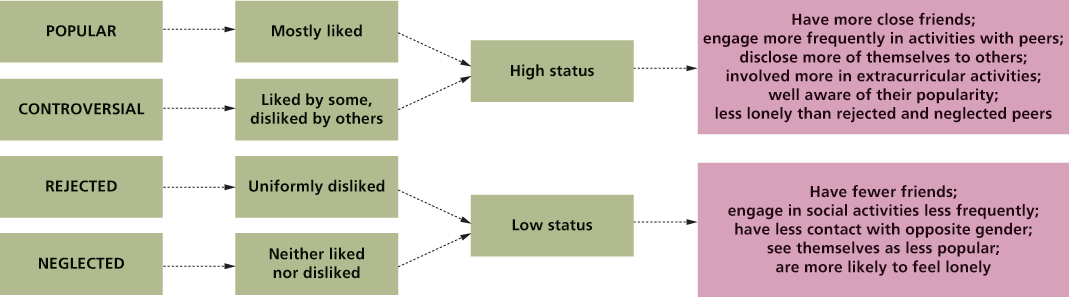 POPULAR
Mostly liked
CONTROVERSIAL
Liked by some,
disliked by others
High status
Have more close friends;
engage more frequently in activities with peers;
disclose more of themselves to others;
involved more in extracurricular activities;
well aware of their popularity;
less lonely than rejected and neglected peers
REJECTED
Uniformly disliked
NEGLECTED
Neither liked
nor disliked
Low status
Have fewer friends;
engage in social activities less frequently;
have less contact with opposite gender;
see themselves as less popular;
are more likely to feel lonely